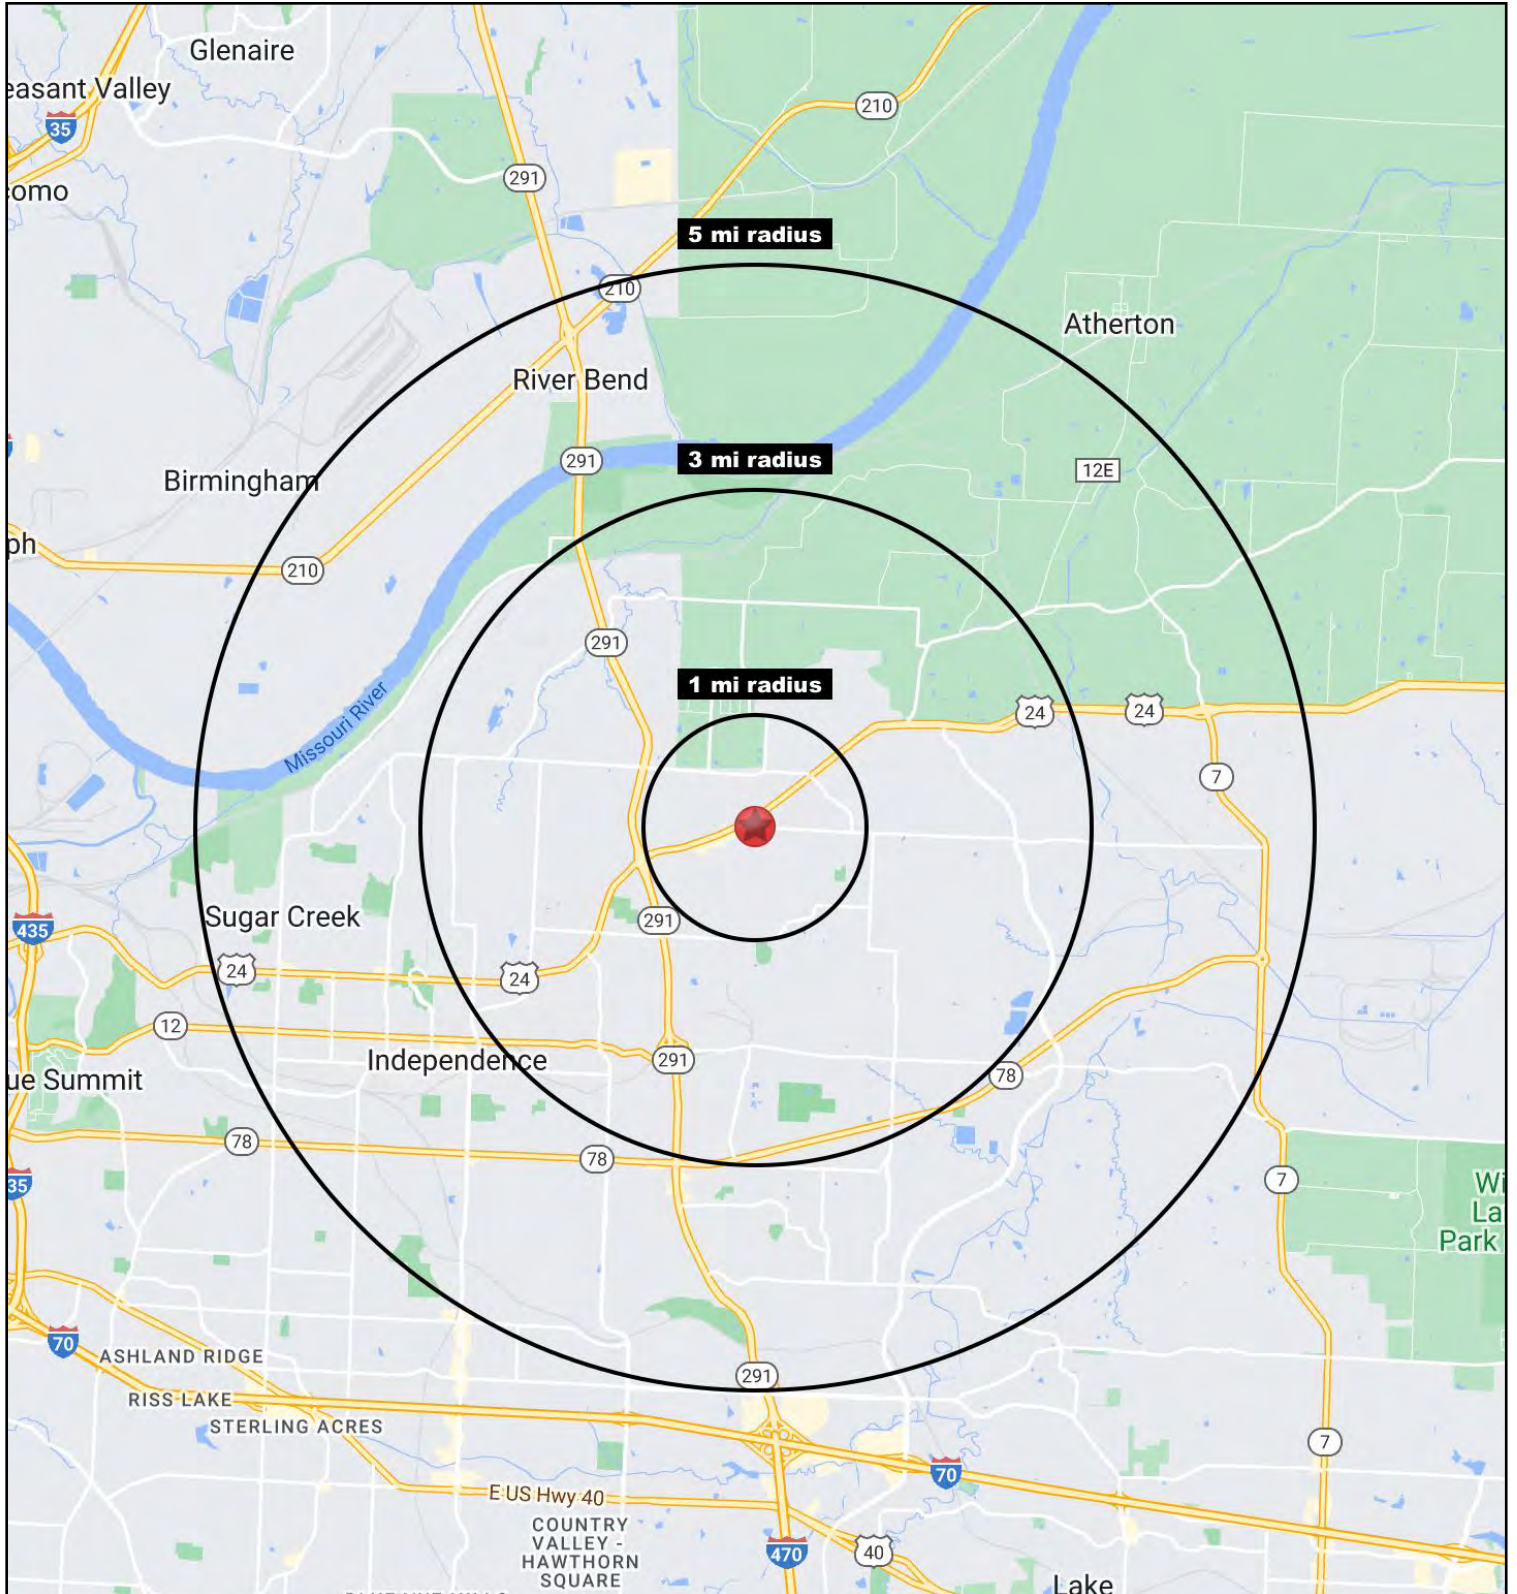 Glenaire
easant Valley
35
210
como
291
5 mi radius
210
Atherton
River Bend
291
3 mi radius
12E
Birmingham
ph
210
291
1 mi radius
Missouri River
24
24
7
Sugar Creek
291
435
24
24
12
Independence
291
ue Summit
78
78
78
35
7
Wi
La
Park
70
291
ASHLAND RIDGE
RISS LAKE
STERLING ACRES
7
70
E US Hwy 40
COUNTRY
VALLEY -
HAWTHORN
SQUARE
470
40
Lake